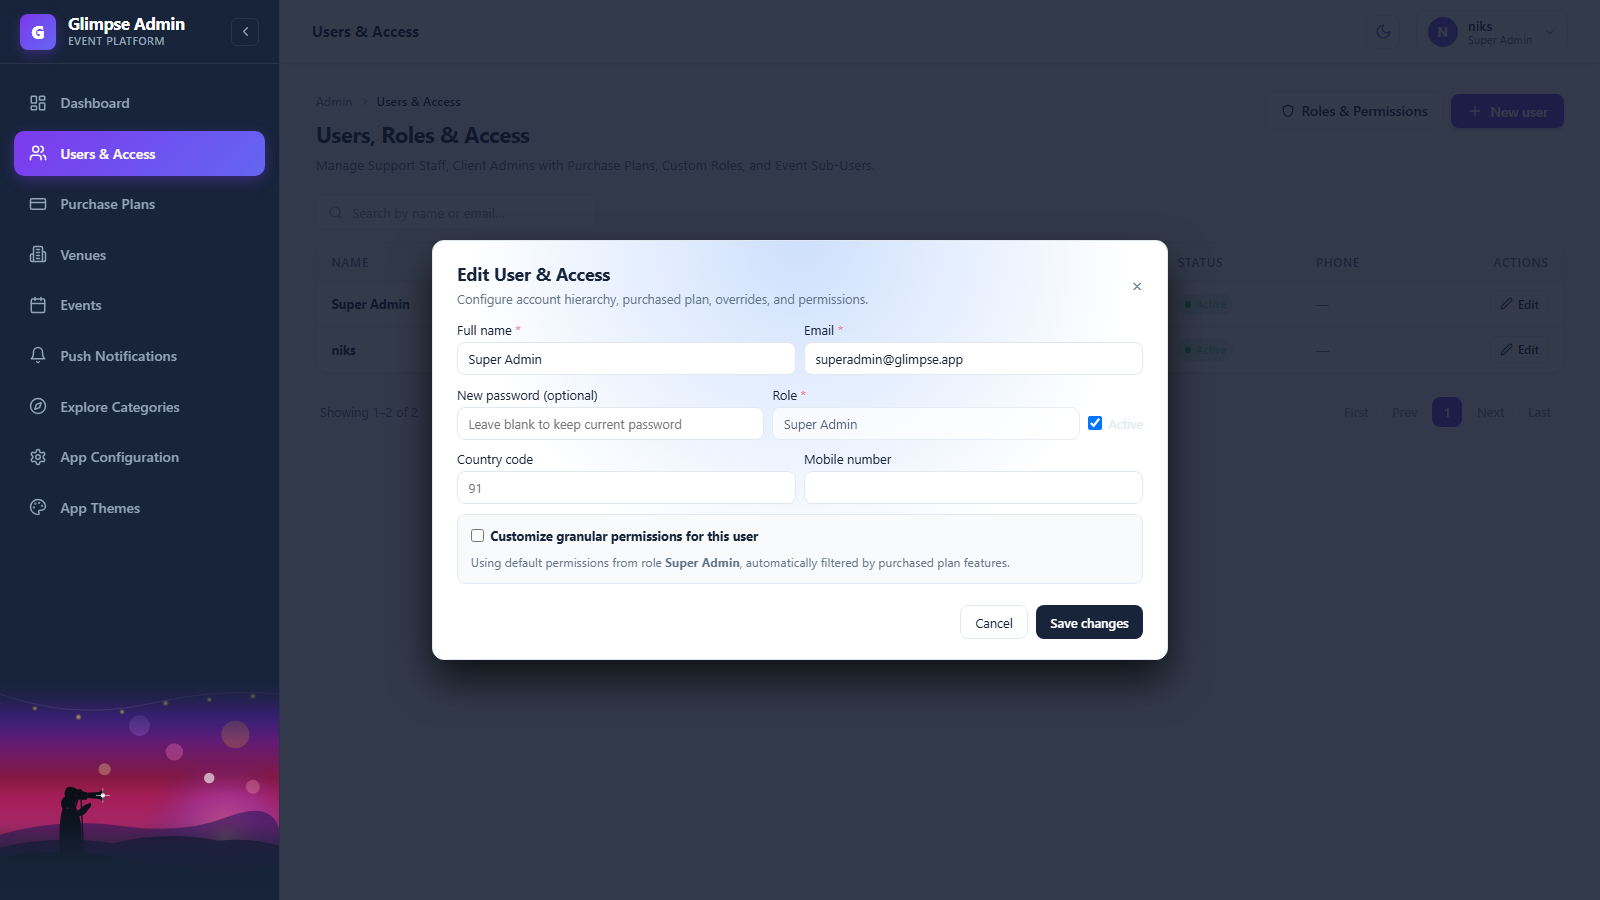 G
Glimpse Admin
EVENT PLATFORM
Dashboard
Users & Access
Purchase Plans
Venues
Events
Push Notifications
Explore Categories
App Configuration
App Themes
Users & Access
N
niks
Super Admin
Admin › Users & Access
Users, Roles & Access
Manage Support Staff, Client Admins with Purchase Plans, Custom Roles, and Event Sub-Users.
Roles & Permissions
+ New user
Search by name or email...
NAME STATUS PHONE ACTIONS
Super Admin Active — Edit
niks Active — Edit
Showing 1–2 of 2
First Prev 1 Next Last
Edit User & Access
Configure account hierarchy, purchased plan, overrides, and permissions.
×
Full name * Email *
Super Admin superadmin@glimpse.app
New password (optional) Role *
Leave blank to keep current password Super Admin Active
Country code Mobile number
91
Customize granular permissions for this user
Using default permissions from role Super Admin, automatically filtered by purchased plan features.
Cancel Save changes